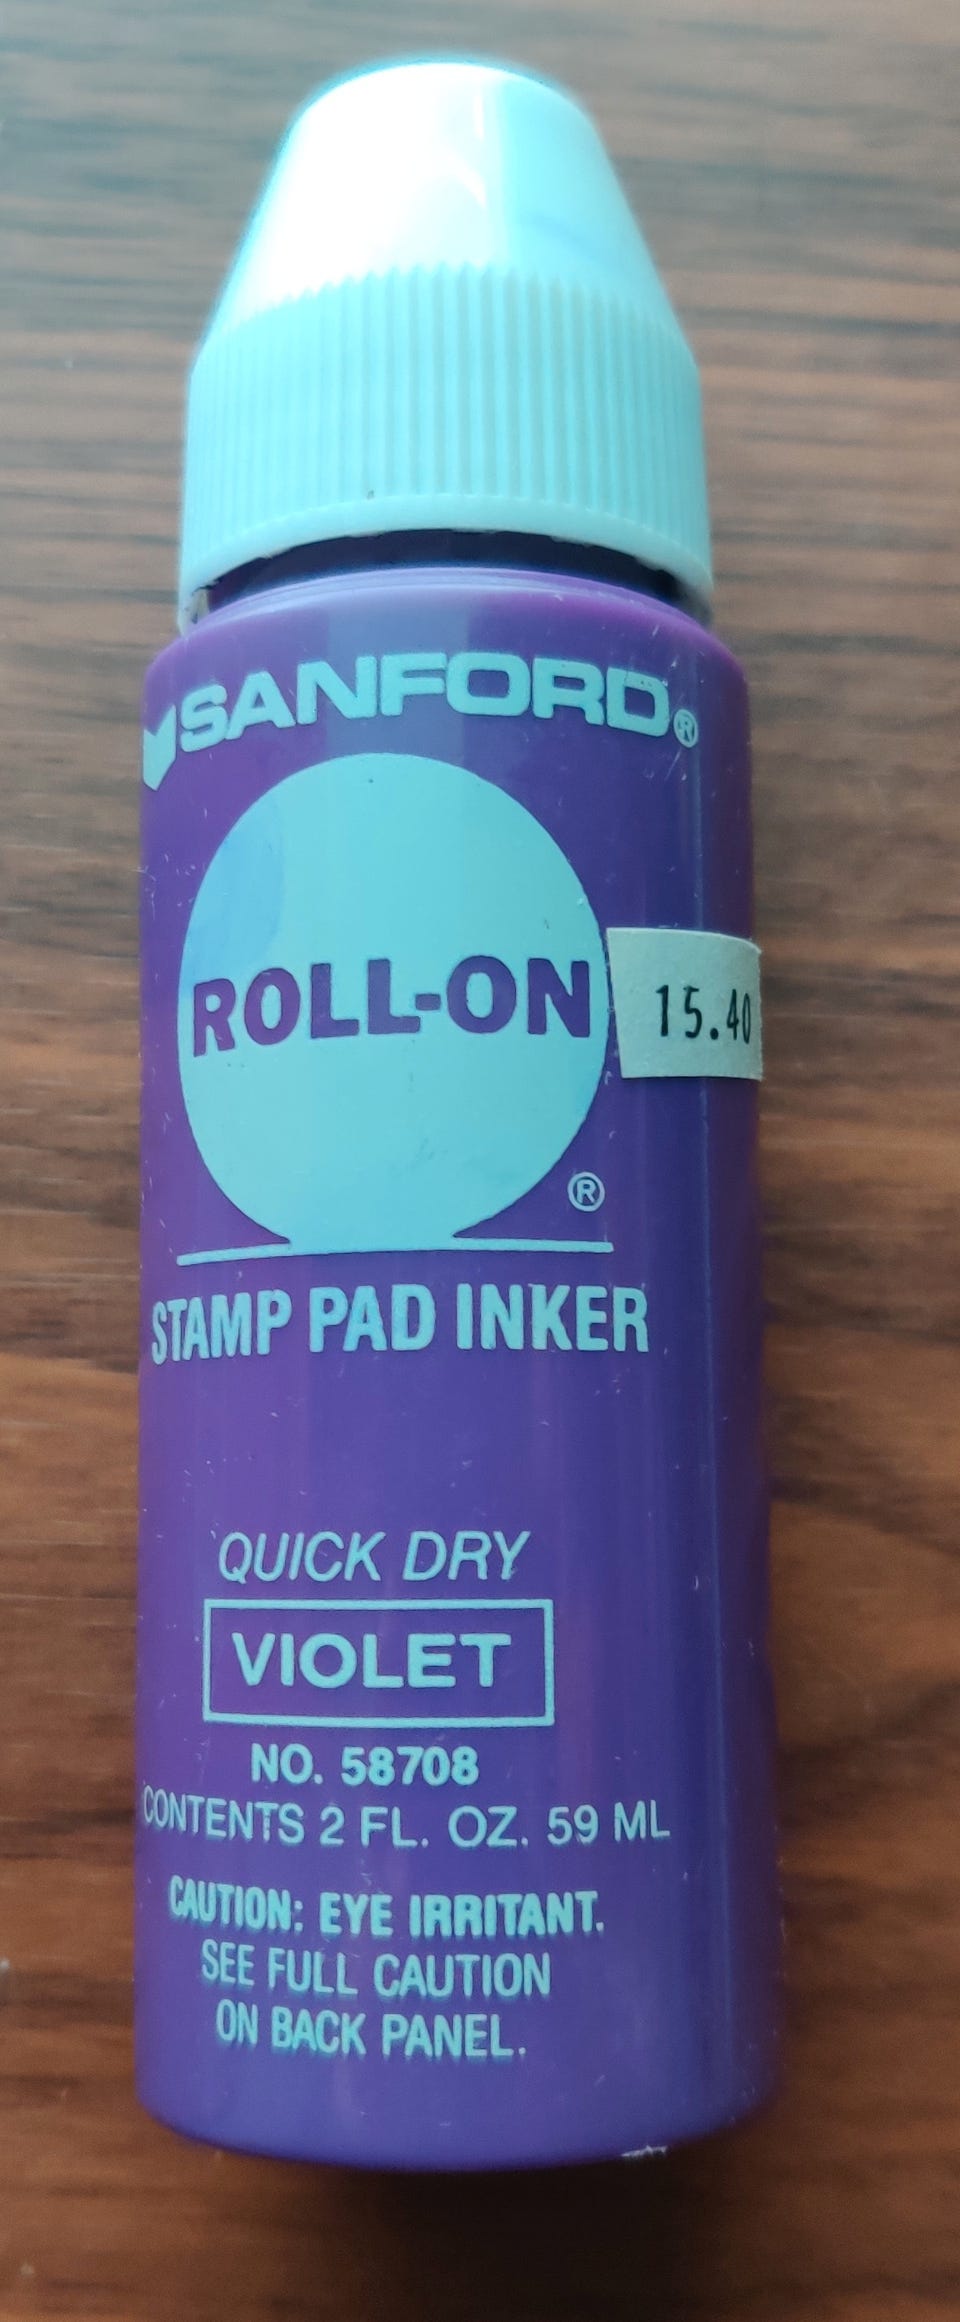 SANFORD®
ROLL-ON
15.40
®
STAMP PAD INKER
QUICK DRY
VIOLET
NO. 58708
CONTENTS 2 FL. OZ. 59 ML
CAUTION: EYE IRRITANT.
SEE FULL CAUTION
ON BACK PANEL.